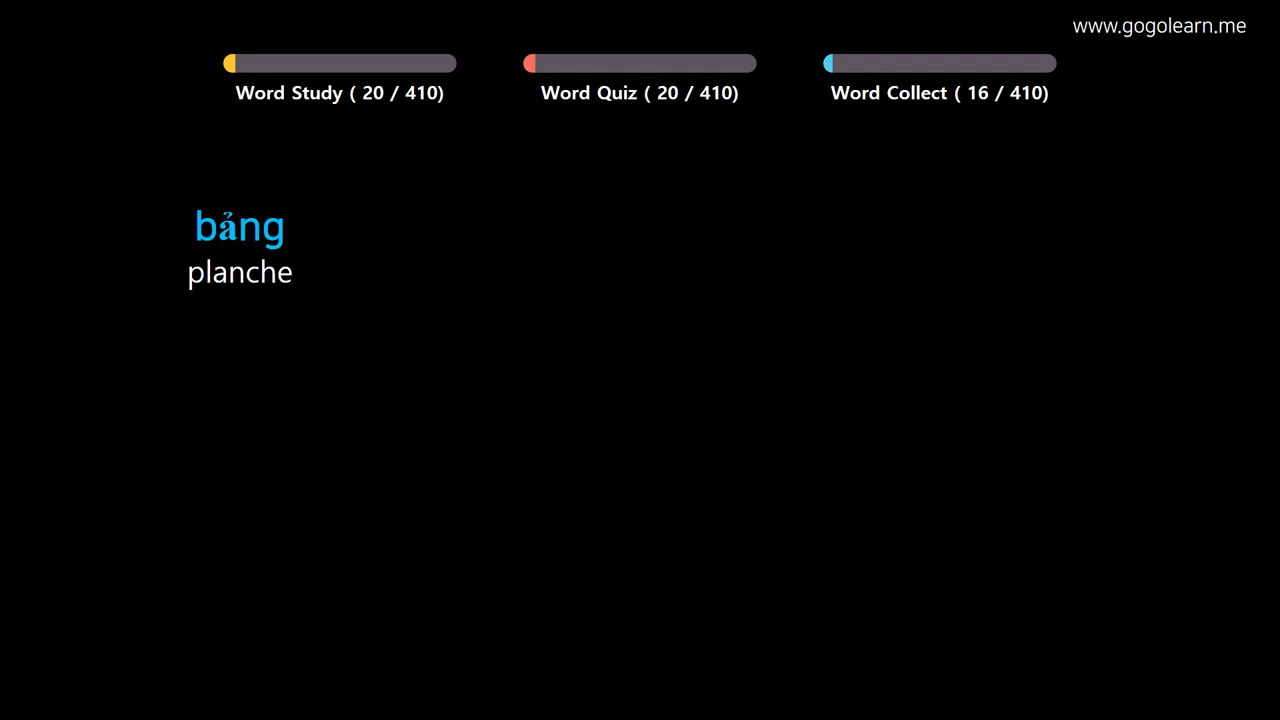 www.gogolearn.me
Word Study ( 20 / 410)
Word Quiz ( 20 / 410)
Word Collect ( 16 / 410)
bảng
planche